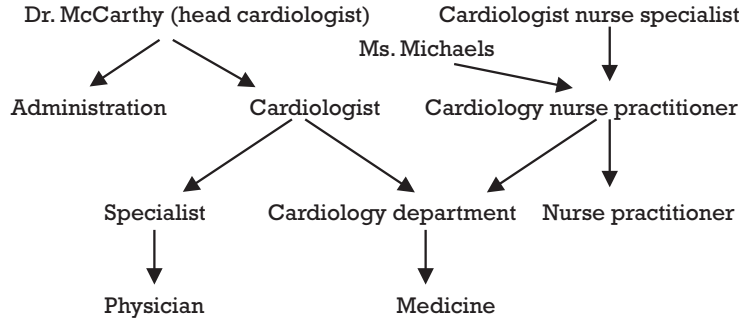 Dr. McCarthy (head cardiologist)
Cardiologist nurse specialist
Ms. Michaels
Administration
Cardiologist
Cardiology nurse practitioner
Specialist
Cardiology department
Nurse practitioner
Physician
Medicine